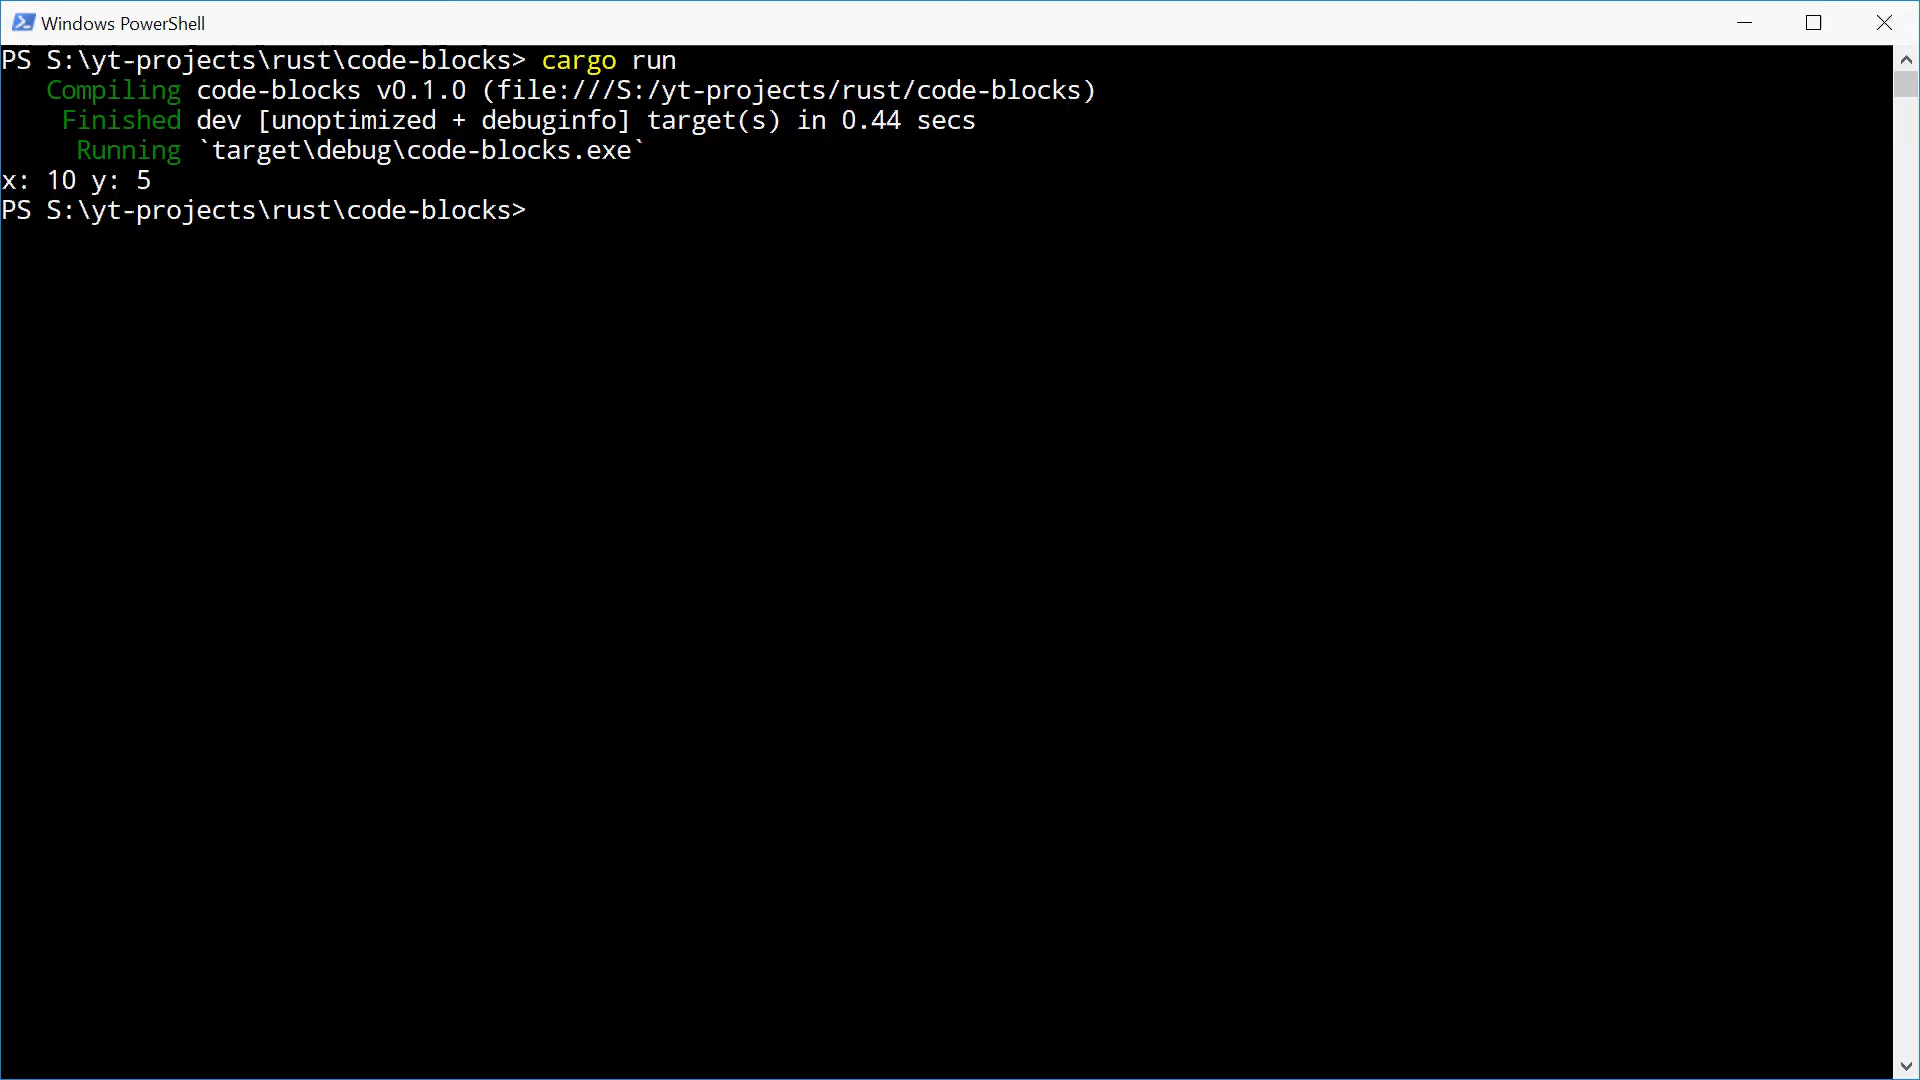 Windows PowerShell
PS S:\yt-projects\rust\code-blocks> cargo run
   Compiling code-blocks v0.1.0 (file:///S:/yt-projects/rust/code-blocks)
    Finished dev [unoptimized + debuginfo] target(s) in 0.44 secs
     Running `target\debug\code-blocks.exe`
x: 10 y: 5
PS S:\yt-projects\rust\code-blocks>